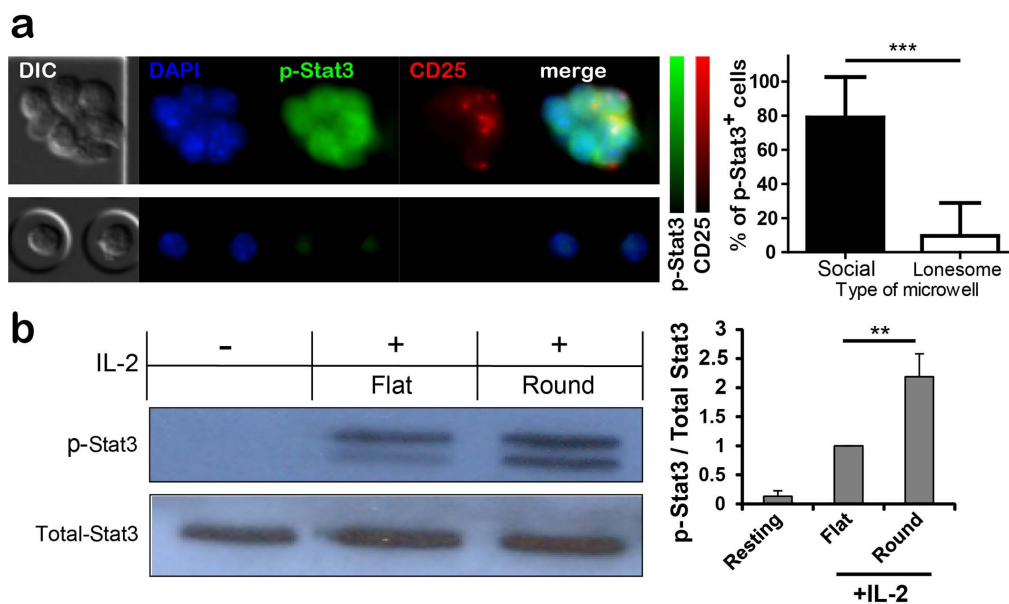 a
DIC
DAPI
p-Stat3
CD25
merge
p-Stat3
CD25
***
% of p-Stat3+ cells
100
80
60
40
20
0
Social
Lonesome
Type of microwell
b
IL-2
-
+
+
Flat
Round
p-Stat3
Total-Stat3
**
p-Stat3 / Total Stat3
3
2.5
2
1.5
1
0.5
0
Resting
Flat
Round
+IL-2